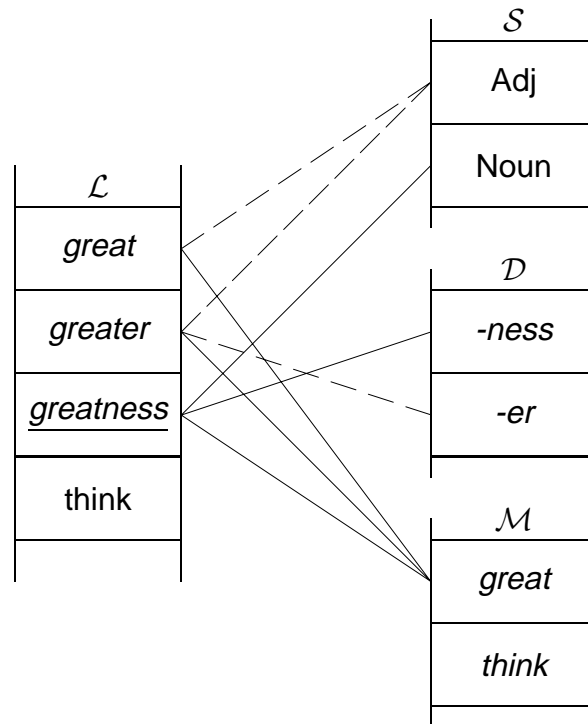 ℒ
great
greater
greatness
think
𝒮
Adj
Noun
𝒟
-ness
-er
ℳ
great
think